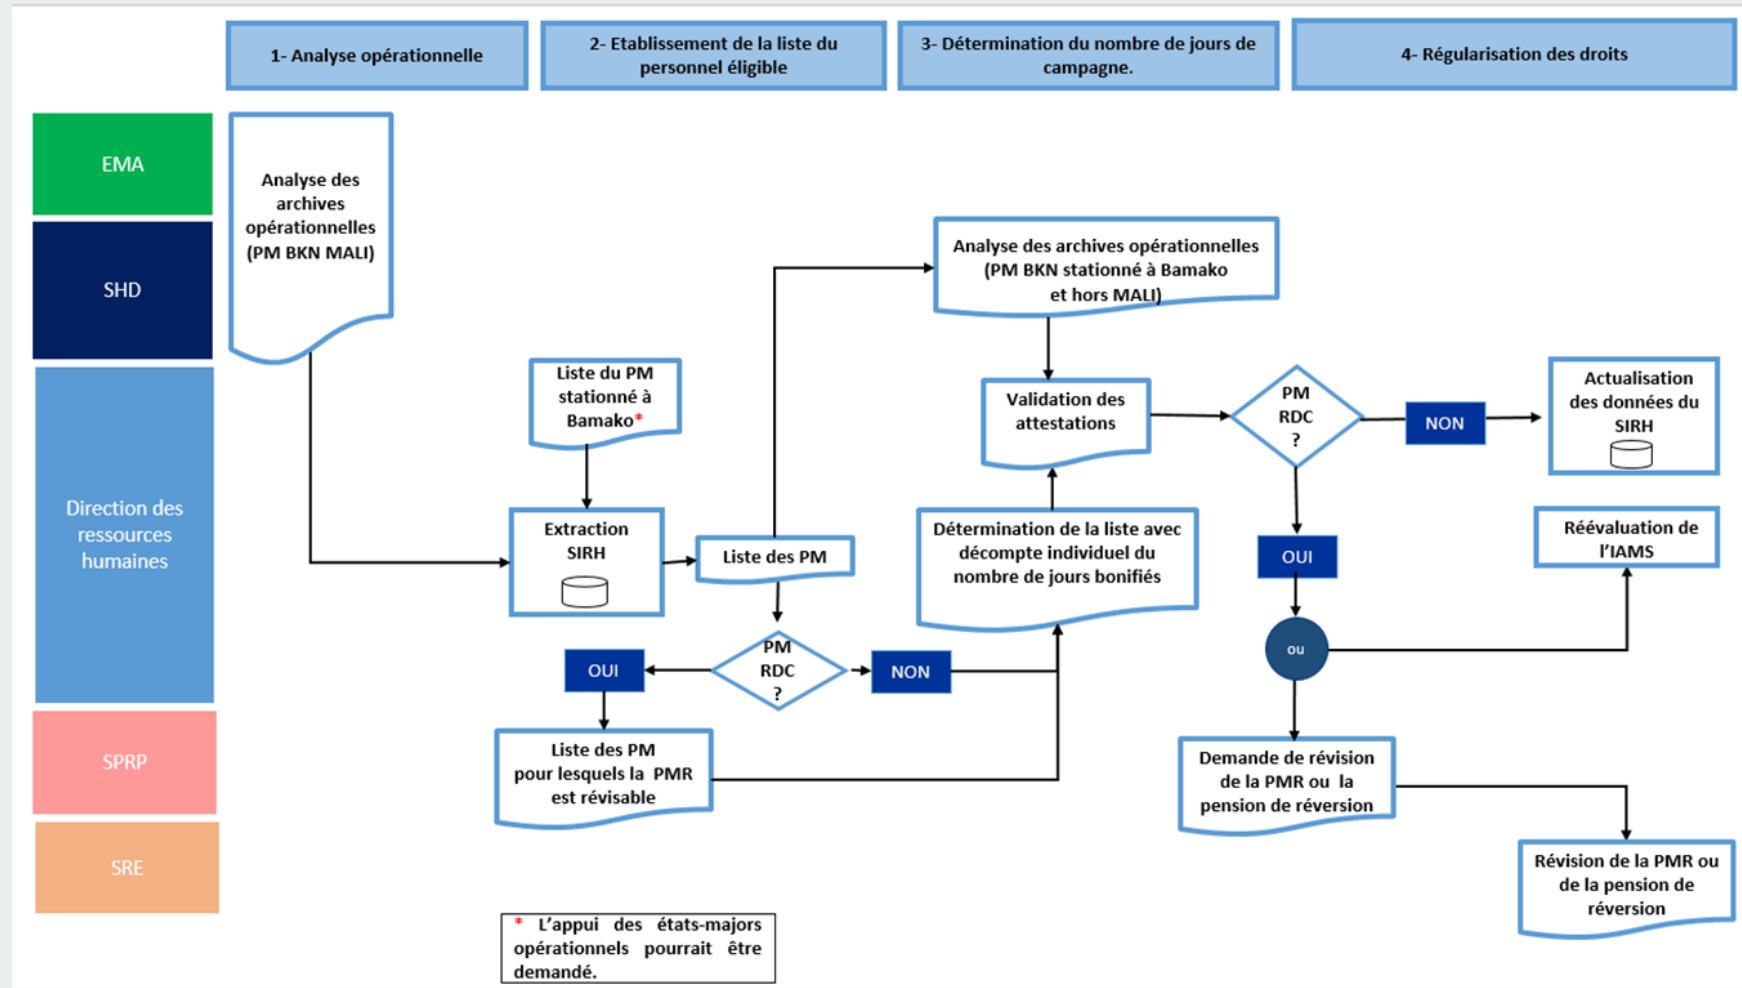 1- Analyse opérationnelle
2- Etablissement de la liste du
personnel éligible
3- Détermination du nombre de jours de
campagne.
4- Régularisation des droits
EMA
SHD
Direction des
ressources
humaines
SPRP
SRE
Analyse des
archives
opérationnelles
(PM BKN MALI)
Liste du PM
stationné à
Bamako*
Extraction
SIRH
Liste des PM
PM
RDC
?
OUI
NON
Liste des PM
pour lesquels la PMR
est révisable
Analyse des archives opérationnelles
(PM BKN stationné à Bamako
et hors MALI)
Validation des
attestations
Détermination de la liste avec
décompte individuel du
nombre de jours bonifiés
PM
RDC
?
NON
Actualisation
des données du
SIRH
OUI
ou
Réévaluation de
l'IAMS
Demande de révision
de la PMR ou la
pension de réversion
Révision de la PMR ou
de la pension de
réversion
* L'appui des états-majors
opérationnels pourrait être
demandé.